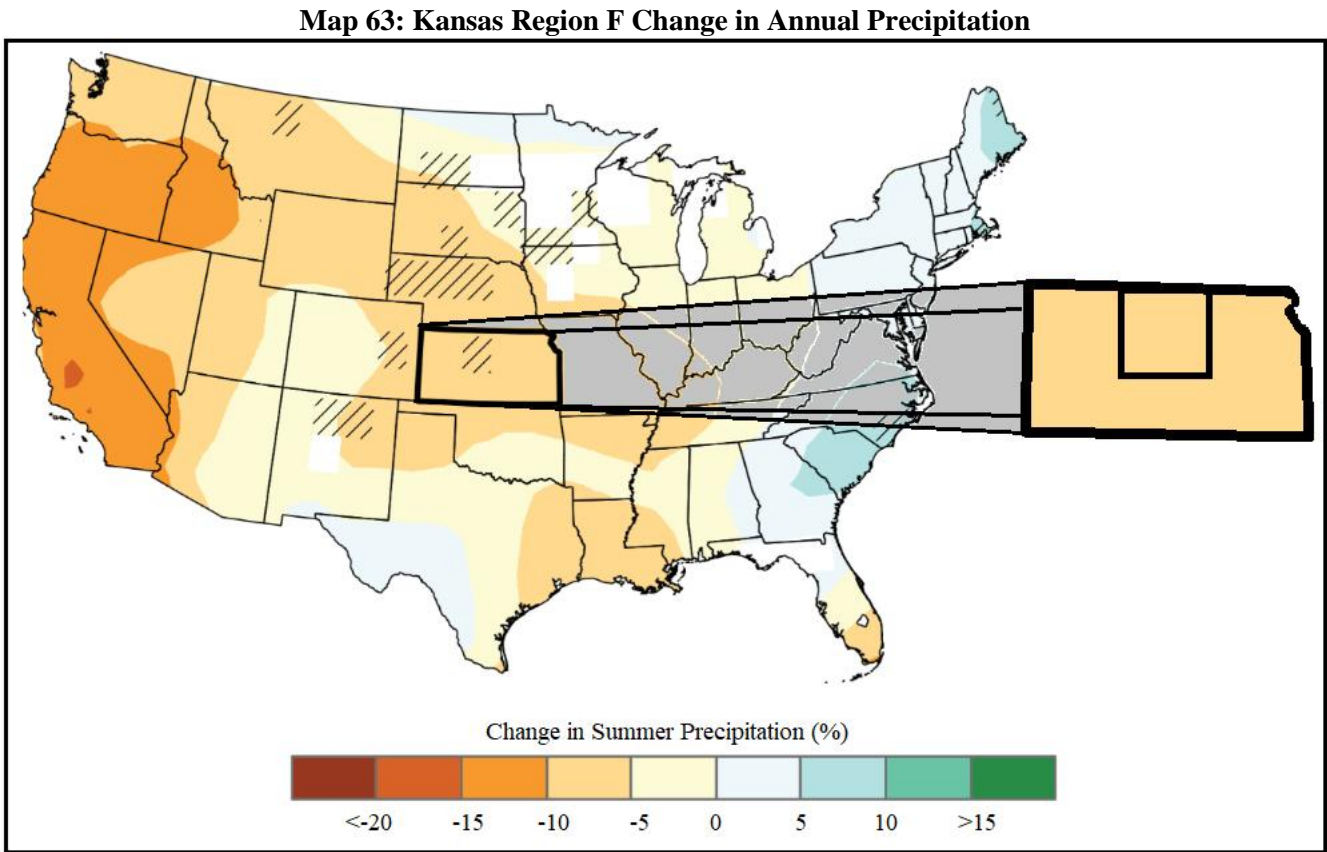 Map 63: Kansas Region F Change in Annual Precipitation
Change in Summer Precipitation (%)
<-20 -15 -10 -5 0 5 10 >15